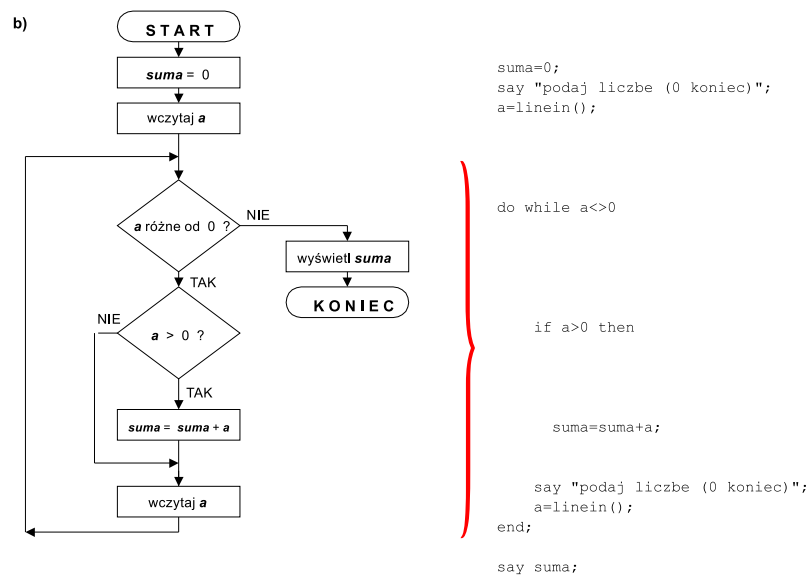 b)
START
suma = 0
wczytaj a
a różne od 0 ?
NIE
wyświetl suma
KONIEC
TAK
NIE
a > 0 ?
TAK
suma = suma + a
wczytaj a
suma=0;
say "podaj liczbe (0 koniec)";
a=linein();
do while a<>0
if a>0 then
suma=suma+a;
say "podaj liczbe (0 koniec)";
a=linein();
end;
say suma;